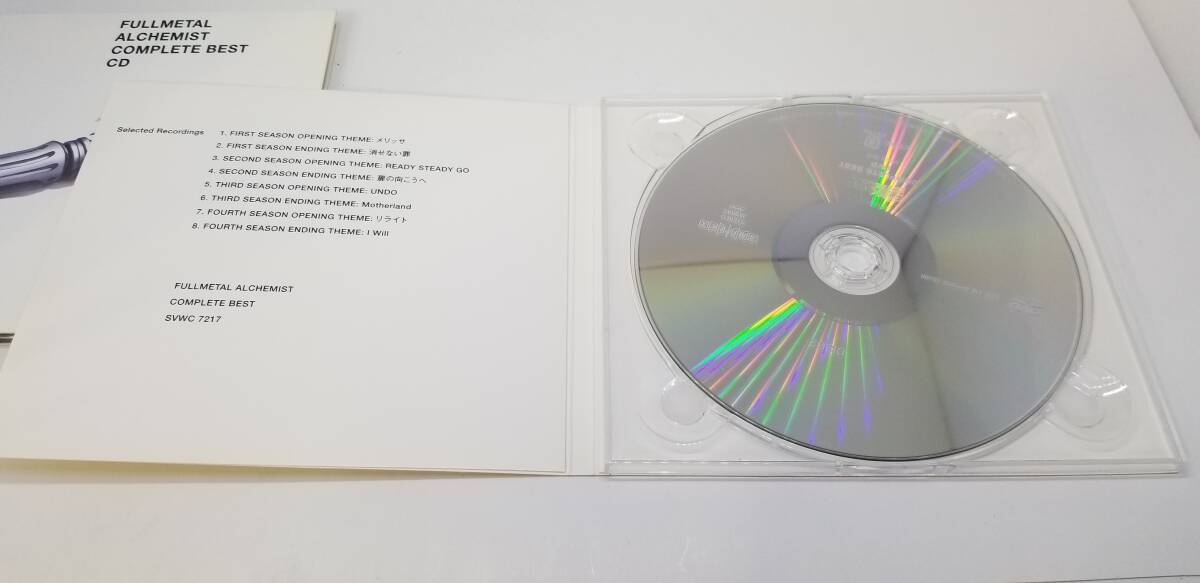 FULLMETAL
ALCHEMIST
COMPLETE BEST
CD
Selected Recordings
1. FIRST SEASON OPENING THEME: メリッサ
2. FIRST SEASON ENDING THEME: 消せない罪
3. SECOND SEASON OPENING THEME: READY STEADY GO
4. SECOND SEASON ENDING THEME: 扉の向こうへ
5. THIRD SEASON OPENING THEME: UNDO
6. THIRD SEASON ENDING THEME: Motherland
7. FOURTH SEASON OPENING THEME: リライト
8. FOURTH SEASON ENDING THEME: I Will
FULLMETAL ALCHEMIST
COMPLETE BEST
SVWC 7217